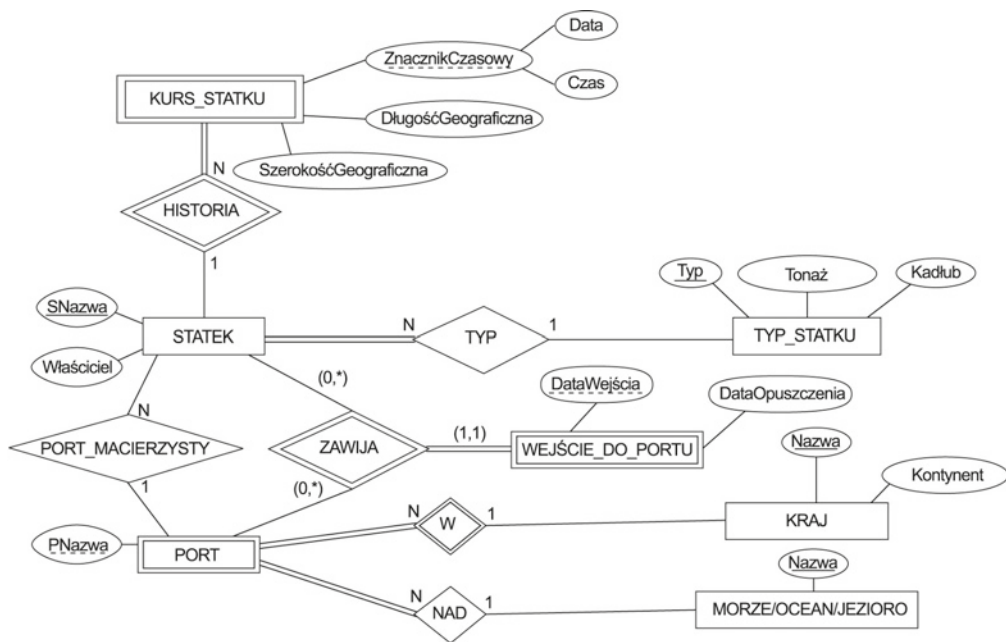 Data
ZnacznikCzasowy
Czas
KURS_STATKU
DługośćGeograficzna
SzerokośćGeograficzna
N
HISTORIA
1
SNazwa
STATEK
Właściciel
N
TYP
1
Typ
Tonaż
Kadłub
TYP_STATKU
(0,*)
DataWejścia
DataOpuszczenia
N
PORT_MACIERZYSTY
1
ZAWIJA
(1,1)
WEJŚCIE_DO_PORTU
(0,*)
Nazwa
Kontynent
PNazwa
PORT
N
W
1
KRAJ
Nazwa
N
NAD
1
MORZE/OCEAN/JEZIORO